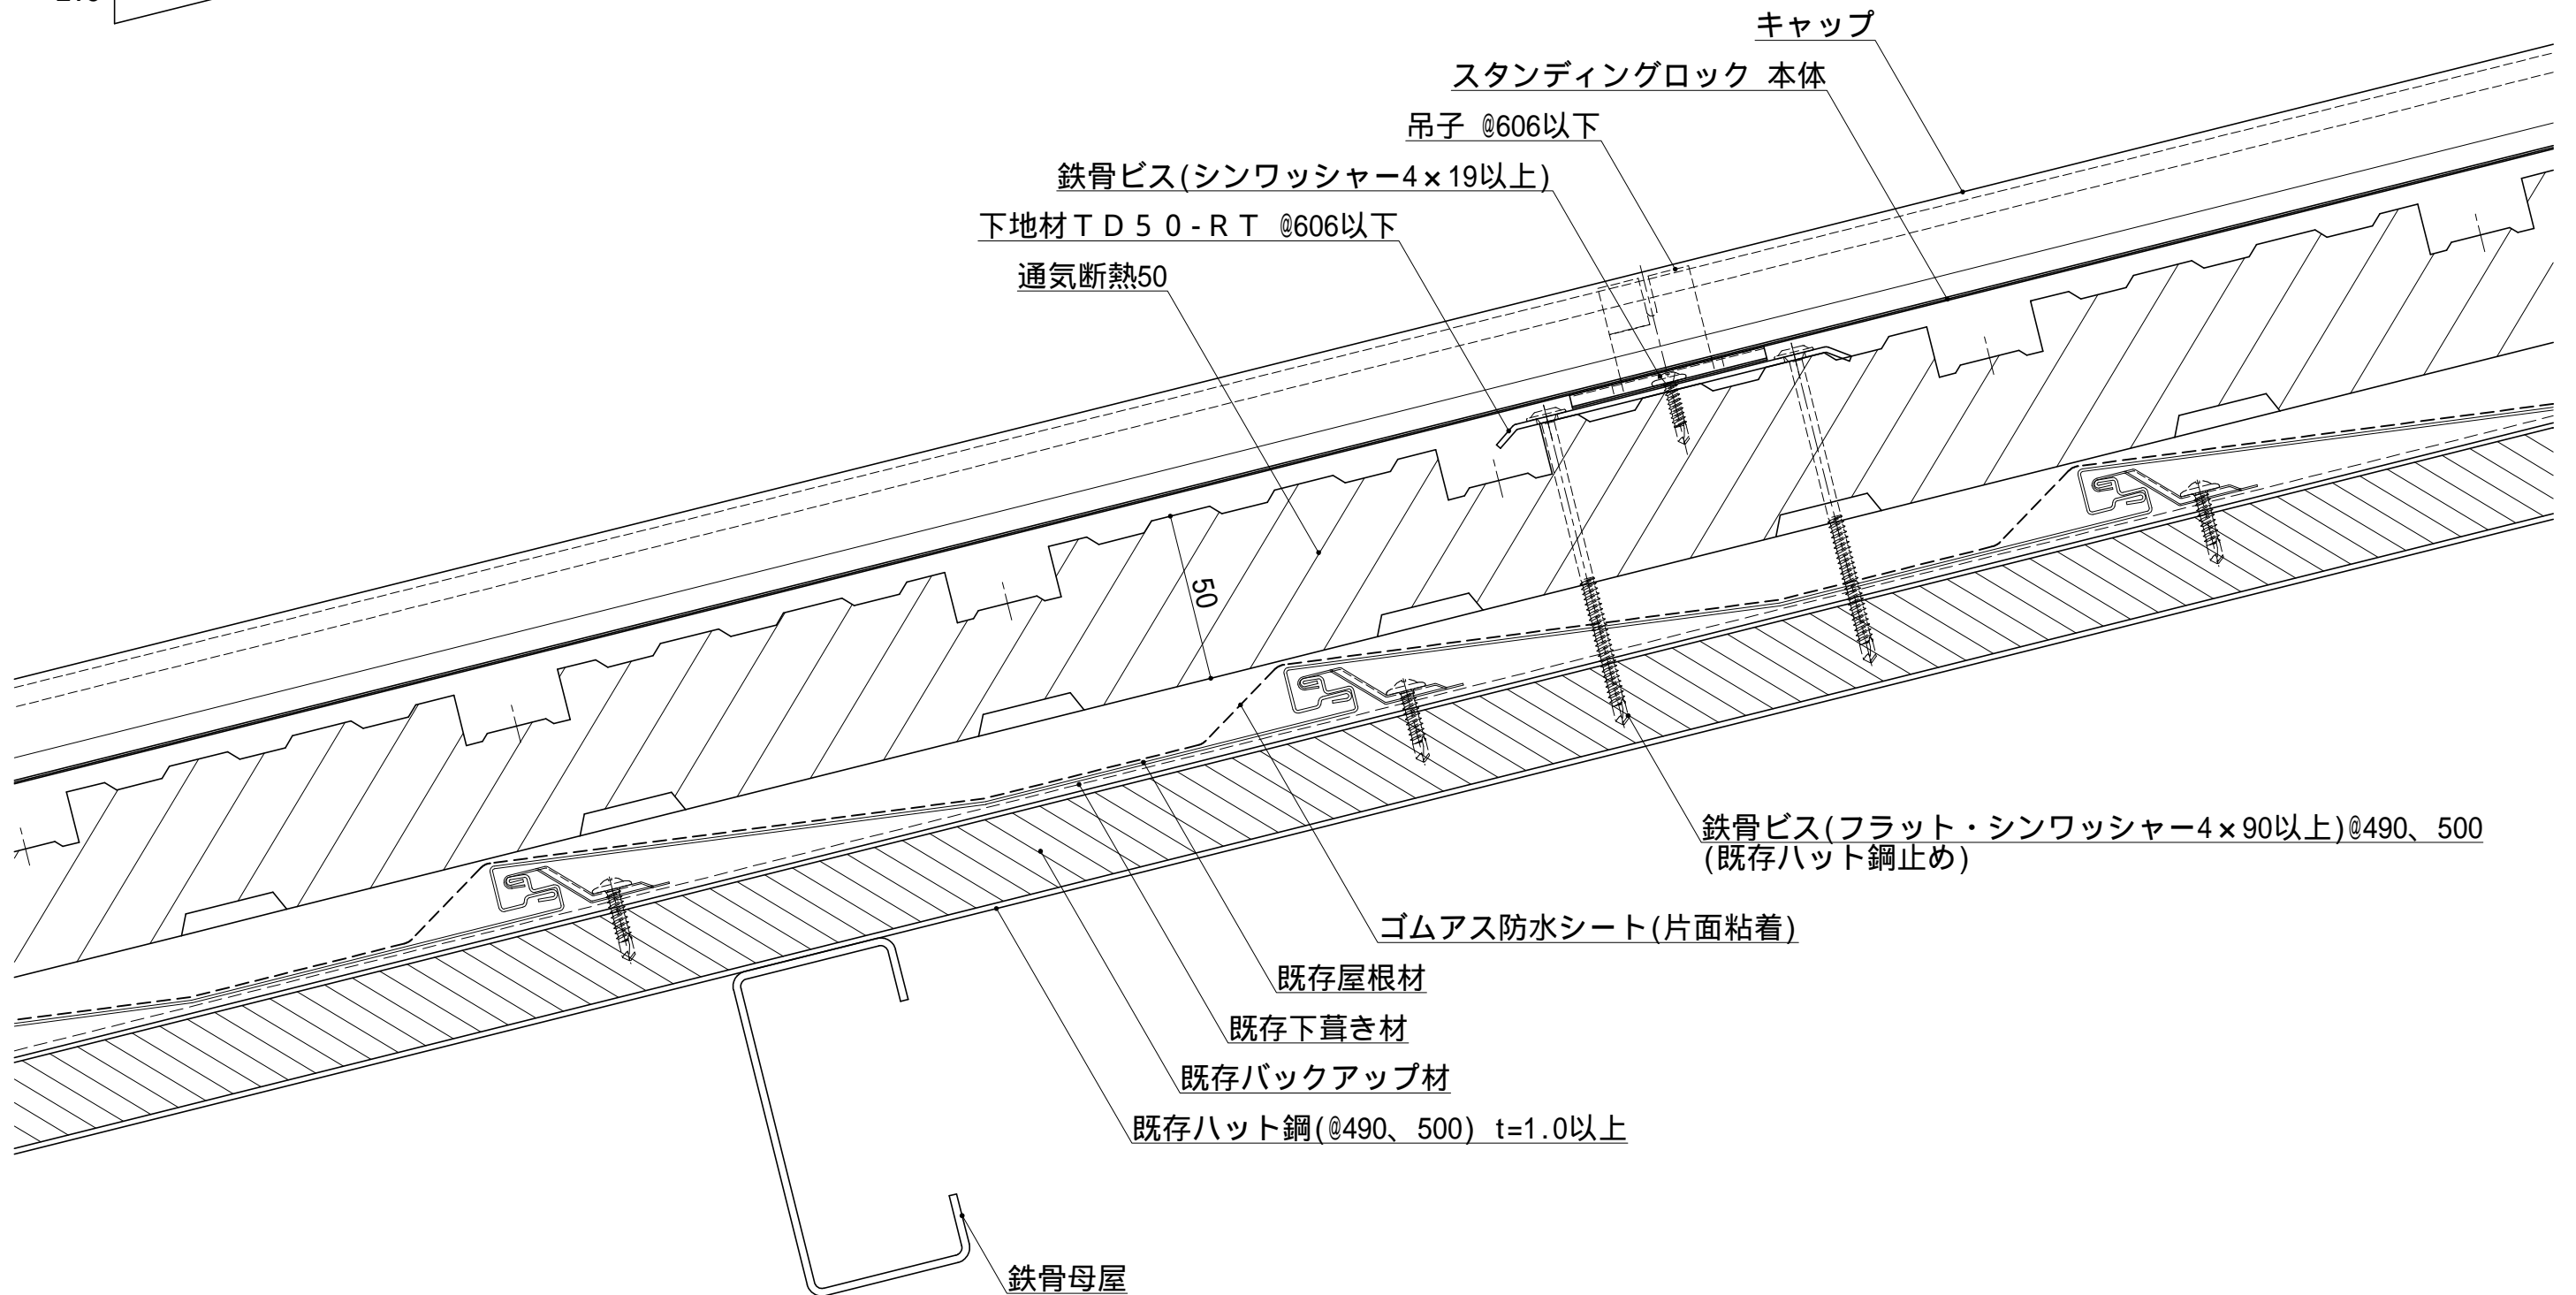 キャップ
スタンディングロック 本体
吊子 @606以下
鉄骨ビス(シンワッシャー4×19以上)
下地材TD50-RT @606以下
通気断熱50
50
鉄骨ビス(フラット・シンワッシャー4×90以上)@490、500
(既存ハット鋼止め)
ゴムアス防水シート(片面粘着)
既存屋根材
既存下葺き材
既存バックアップ材
既存ハット鋼(@490、500) t=1.0以上
鉄骨母屋